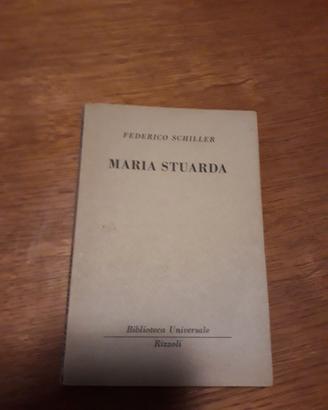 FEDERICO SCHILLER
MARIA STUARDA
Biblioteca Universale
Rizzoli